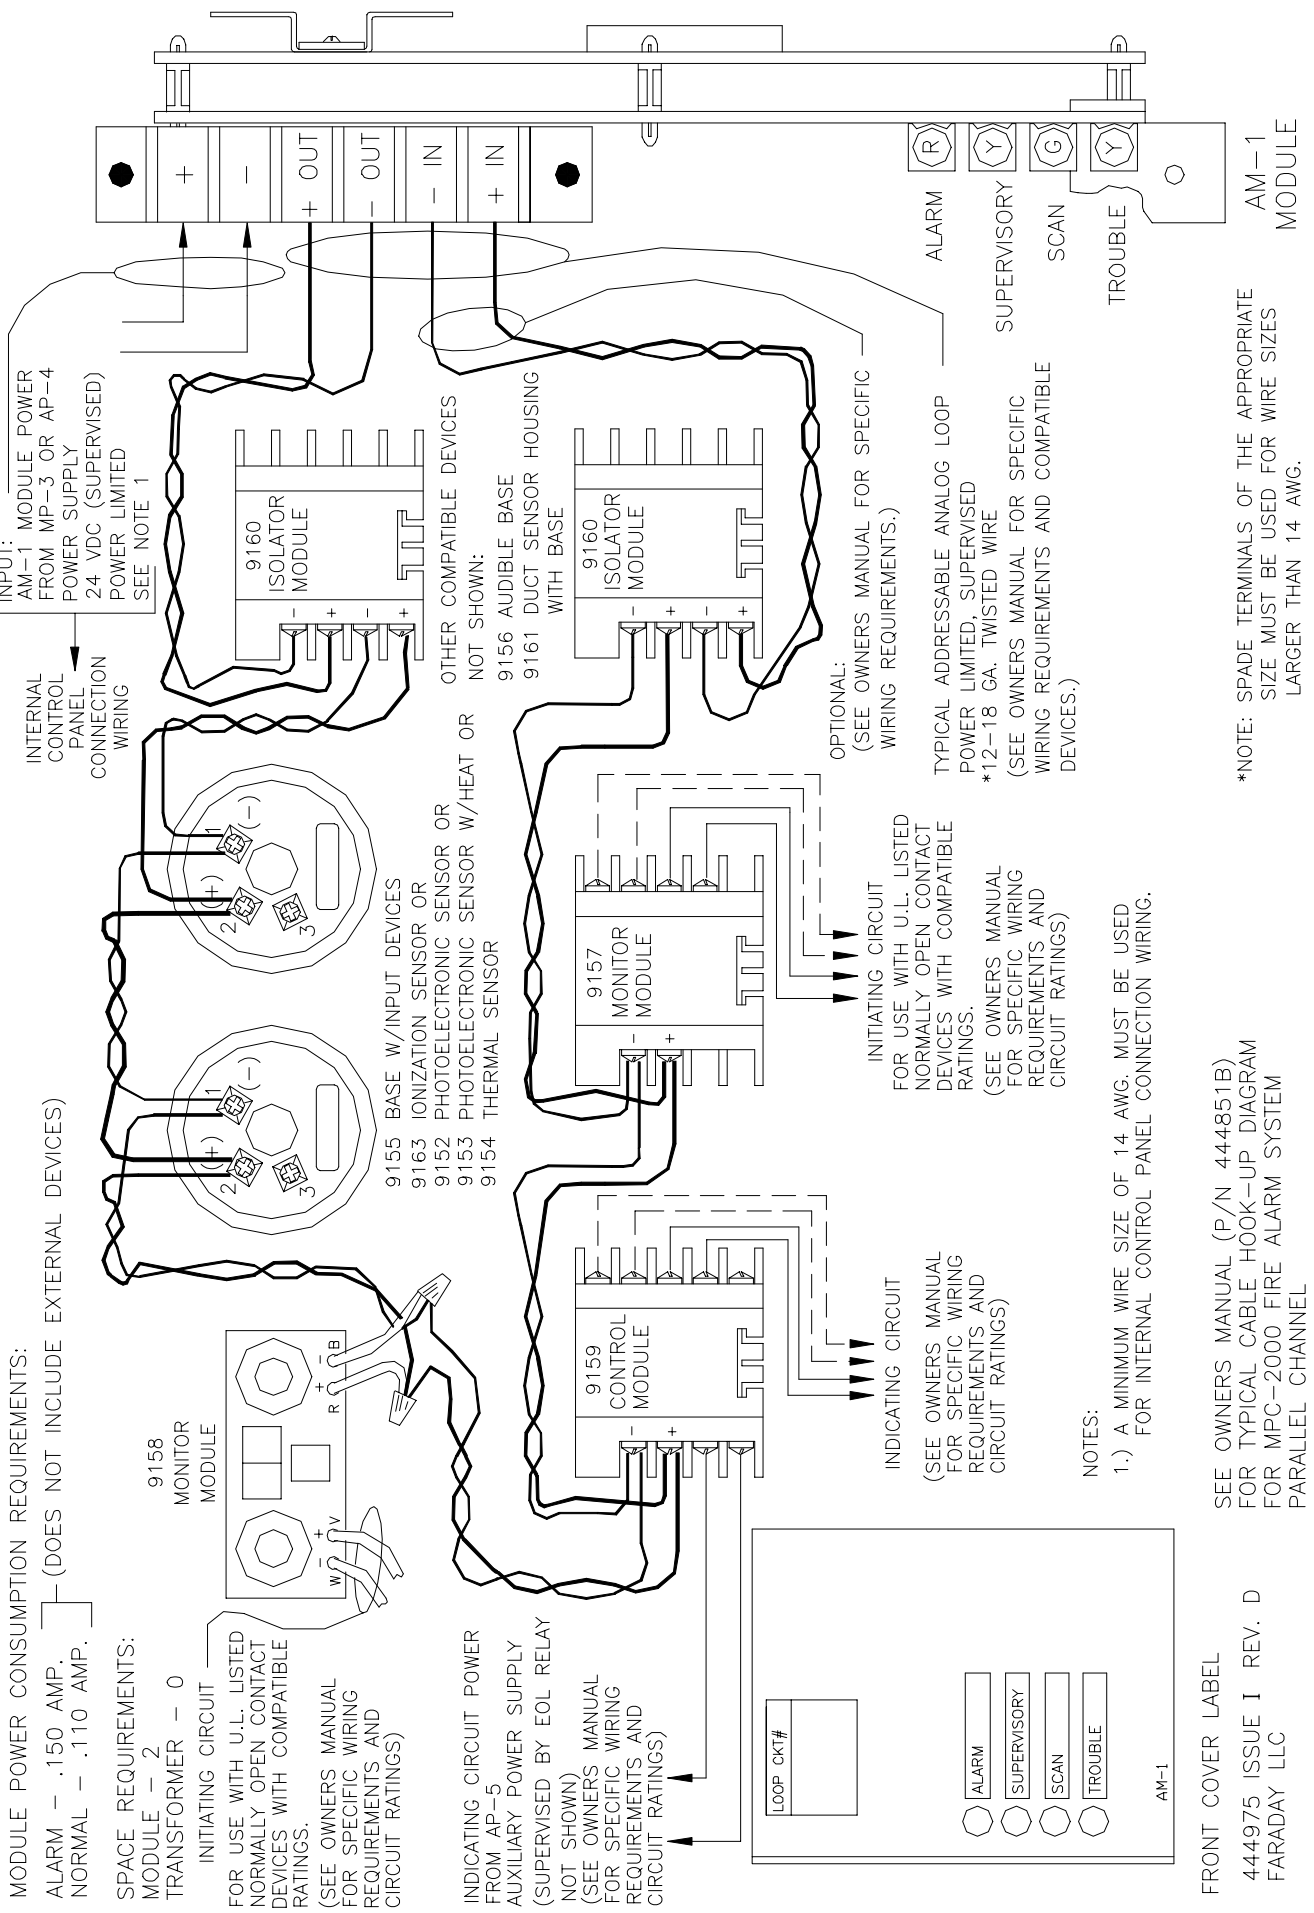 MODULE POWER CONSUMPTION REQUIREMENTS:
ALARM – .150 AMP.
NORMAL – .110 AMP.
(DOES NOT INCLUDE EXTERNAL DEVICES)
SPACE REQUIREMENTS:
MODULE – 2
TRANSFORMER – 0
INITIATING CIRCUIT
FOR USE WITH U.L. LISTED
NORMALLY OPEN CONTACT
DEVICES WITH COMPATIBLE
RATINGS.
(SEE OWNERS MANUAL
FOR SPECIFIC WIRING
REQUIREMENTS AND
CIRCUIT RATINGS)
9158
MONITOR
MODULE
W – + V
R + – B
INDICATING CIRCUIT POWER
FROM AP-5
AUXILIARY POWER SUPPLY
(SUPERVISED BY EOL RELAY
NOT SHOWN)
(SEE OWNERS MANUAL
FOR SPECIFIC WIRING
REQUIREMENTS AND
CIRCUIT RATINGS)
INTERNAL
CONTROL
PANEL
CONNECTION
WIRING
INPUT:
AM-1 MODULE POWER
FROM MP-3 OR AP-4
POWER SUPPLY
24 VDC (SUPERVISED)
POWER LIMITED
SEE NOTE 1
2 (+)
1 (–)
3
2 (+)
1 (–)
3
9155 BASE W/INPUT DEVICES
9163 IONIZATION SENSOR OR
9152 PHOTOELECTRONIC SENSOR OR
9153 PHOTOELECTRONIC SENSOR W/HEAT OR
9154 THERMAL SENSOR
9160
ISOLATOR
MODULE
–
+
–
+
OTHER COMPATIBLE DEVICES
NOT SHOWN:
9156 AUDIBLE BASE
9161 DUCT SENSOR HOUSING
WITH BASE
9160
ISOLATOR
MODULE
–
+
–
+
9157
MONITOR
MODULE
–
+
INITIATING CIRCUIT
FOR USE WITH U.L. LISTED
NORMALLY OPEN CONTACT
DEVICES WITH COMPATIBLE
RATINGS.
(SEE OWNERS MANUAL
FOR SPECIFIC WIRING
REQUIREMENTS AND
CIRCUIT RATINGS)
9159
CONTROL
MODULE
–
+
INDICATING CIRCUIT
(SEE OWNERS MANUAL
FOR SPECIFIC WIRING
REQUIREMENTS AND
CIRCUIT RATINGS)
OPTIONAL:
(SEE OWNERS MANUAL FOR SPECIFIC
WIRING REQUIREMENTS.)
TYPICAL ADDRESSABLE ANALOG LOOP
POWER LIMITED, SUPERVISED
*12–18 GA. TWISTED WIRE
(SEE OWNERS MANUAL FOR SPECIFIC
WIRING REQUIREMENTS AND COMPATIBLE
DEVICES.)
+
–
+ OUT
– OUT
– IN
+ IN
R
Y
G
Y
ALARM
SUPERVISORY
SCAN
TROUBLE
AM-1
MODULE
*NOTE: SPADE TERMINALS OF THE APPROPRIATE
SIZE MUST BE USED FOR WIRE SIZES
LARGER THAN 14 AWG.
NOTES:
1.) A MINIMUM WIRE SIZE OF 14 AWG. MUST BE USED
FOR INTERNAL CONTROL PANEL CONNECTION WIRING.
SEE OWNERS MANUAL (P/N 444851B)
FOR TYPICAL CABLE HOOK-UP DIAGRAM
FOR MPC-2000 FIRE ALARM SYSTEM
PARALLEL CHANNEL
LOOP CKT#
ALARM
SUPERVISORY
SCAN
TROUBLE
AM-1
FRONT COVER LABEL
444975 ISSUE I REV. D
FARADAY LLC